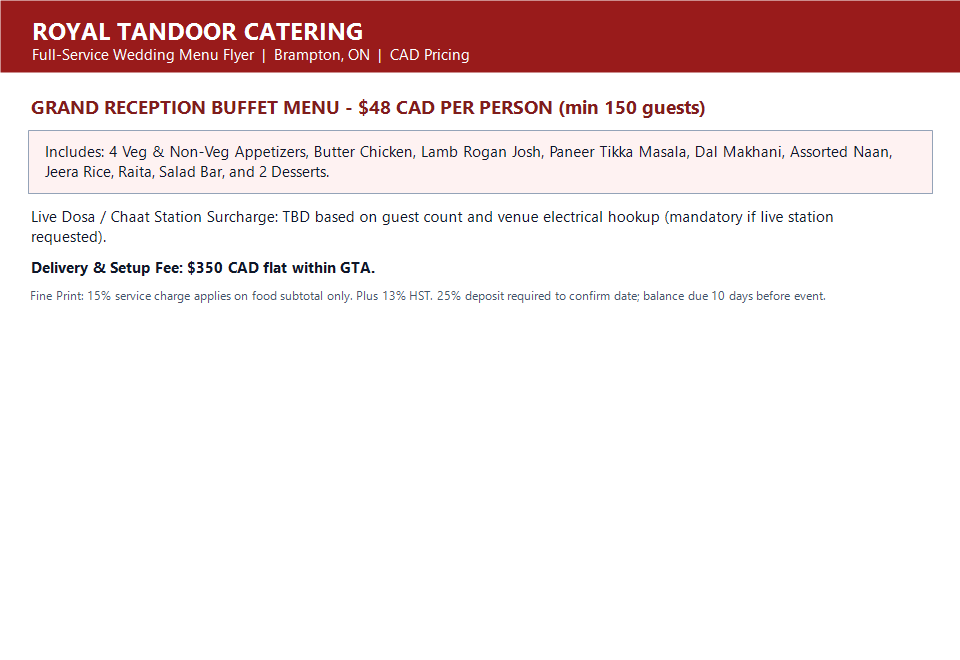 ROYAL TANDOOR CATERING
Full-Service Wedding Menu Flyer | Brampton, ON | CAD Pricing
GRAND RECEPTION BUFFET MENU - $48 CAD PER PERSON (min 150 guests)
Includes: 4 Veg & Non-Veg Appetizers, Butter Chicken, Lamb Rogan Josh, Paneer Tikka Masala, Dal Makhani, Assorted Naan,
Jeera Rice, Raita, Salad Bar, and 2 Desserts.
Live Dosa / Chaat Station Surcharge: TBD based on guest count and venue electrical hookup (mandatory if live station
requested).
Delivery & Setup Fee: $350 CAD flat within GTA.
Fine Print: 15% service charge applies on food subtotal only. Plus 13% HST. 25% deposit required to confirm date; balance due 10 days before event.